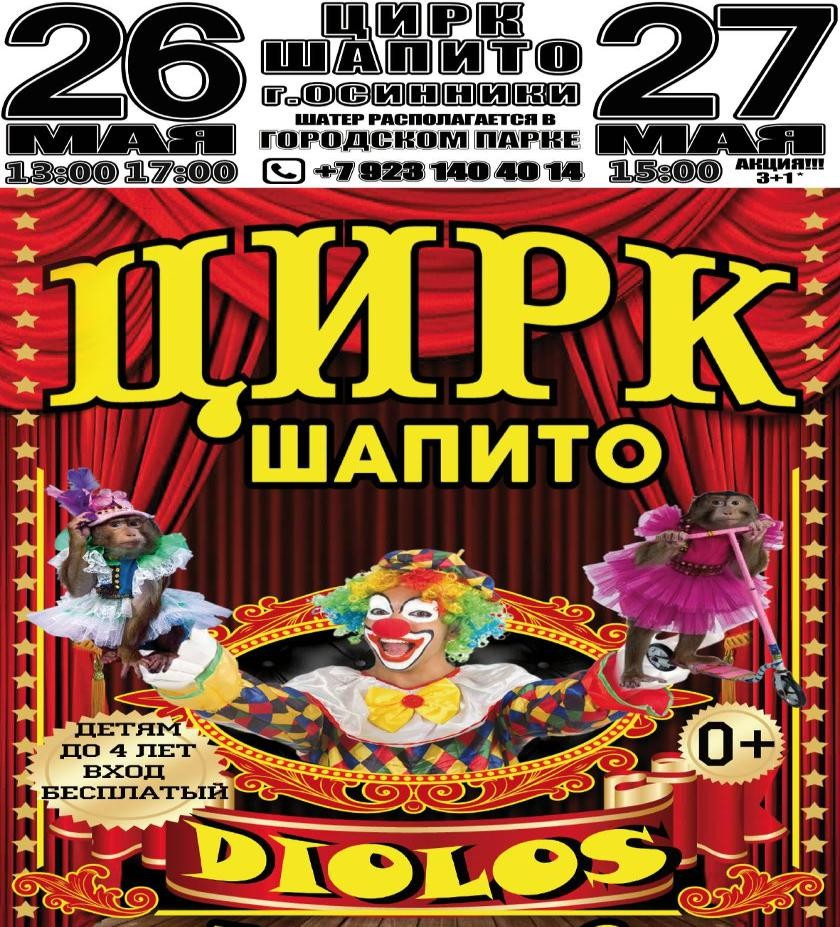 26
МАЯ
13:00 17:00
ЦИРК
ШАПИТО
г.ОСИННИКИ
ШАТЕР РАСПОЛАГАЕТСЯ В
ГОРОДСКОМ ПАРКЕ
+7 923 140 40 14
27
МАЯ
15:00
АКЦИЯ!!!
3+1*
ЦИРК
ШАПИТО
ДЕТЯМ
ДО 4 ЛЕТ
ВХОД
БЕСПЛАТЫЙ
0+
DIOLOS